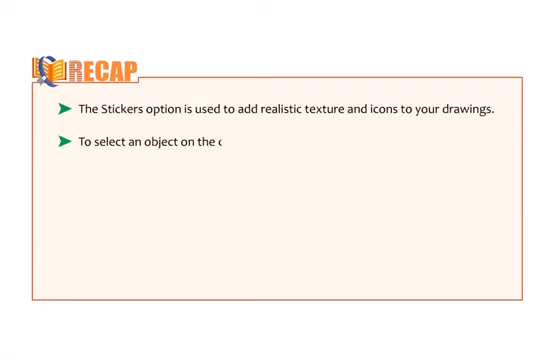 RECAP
The Stickers option is used to add realistic texture and icons to your drawings.
To select an object on the